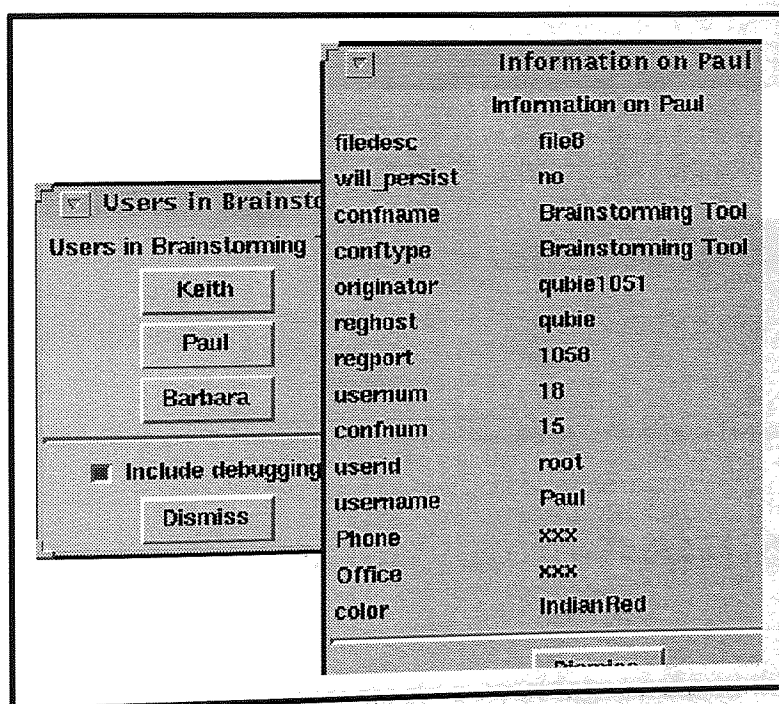 Users in Brainsto
Users in Brainstorming
Keith
Paul
Barbara
Include debugging
Dismiss
Information on Paul
Information on Paul
filedesc file8
will_persist no
confname Brainstorming Tool
conftype Brainstorming Tool
originator qubie1051
reghost qubie
regport 1058
usernum 18
confnum 15
userid root
username Paul
Phone xxx
Office xxx
color IndianRed
Dismiss